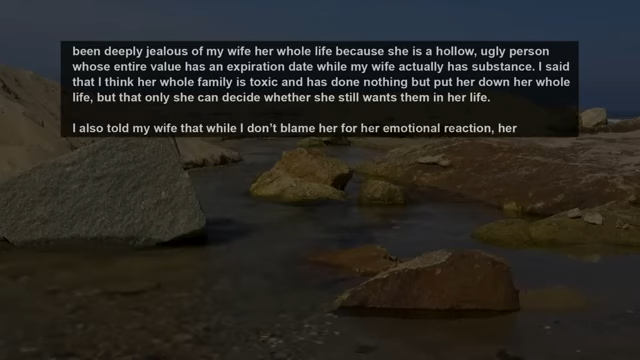 been deeply jealous of my wife her whole life because she is a hollow, ugly person
whose entire value has an expiration date while my wife actually has substance. I said
that I think her whole family is toxic and has done nothing but put her down her whole
life, but that only she can decide whether she still wants them in her life.
I also told my wife that while I don’t blame her for her emotional reaction, her